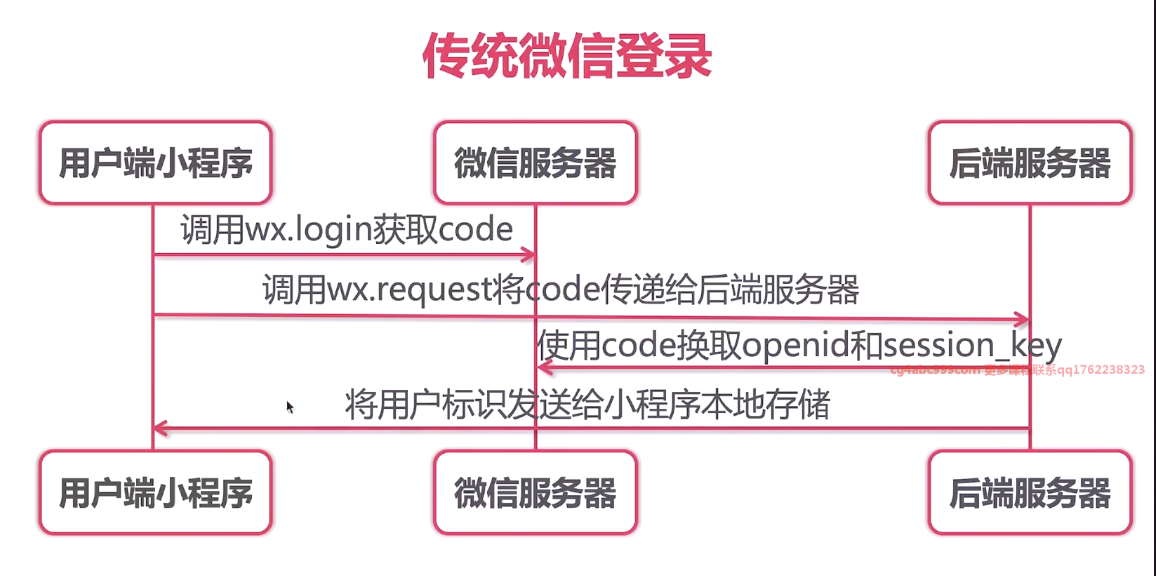 传统微信登录
用户端小程序
微信服务器
后端服务器
调用wx.login获取code
调用wx.request将code传递给后端服务器
使用code换取openid和session_key
cg4abc999com 更多课程联系qq1762238323
将用户标识发送给小程序本地存储
用户端小程序
微信服务器
后端服务器